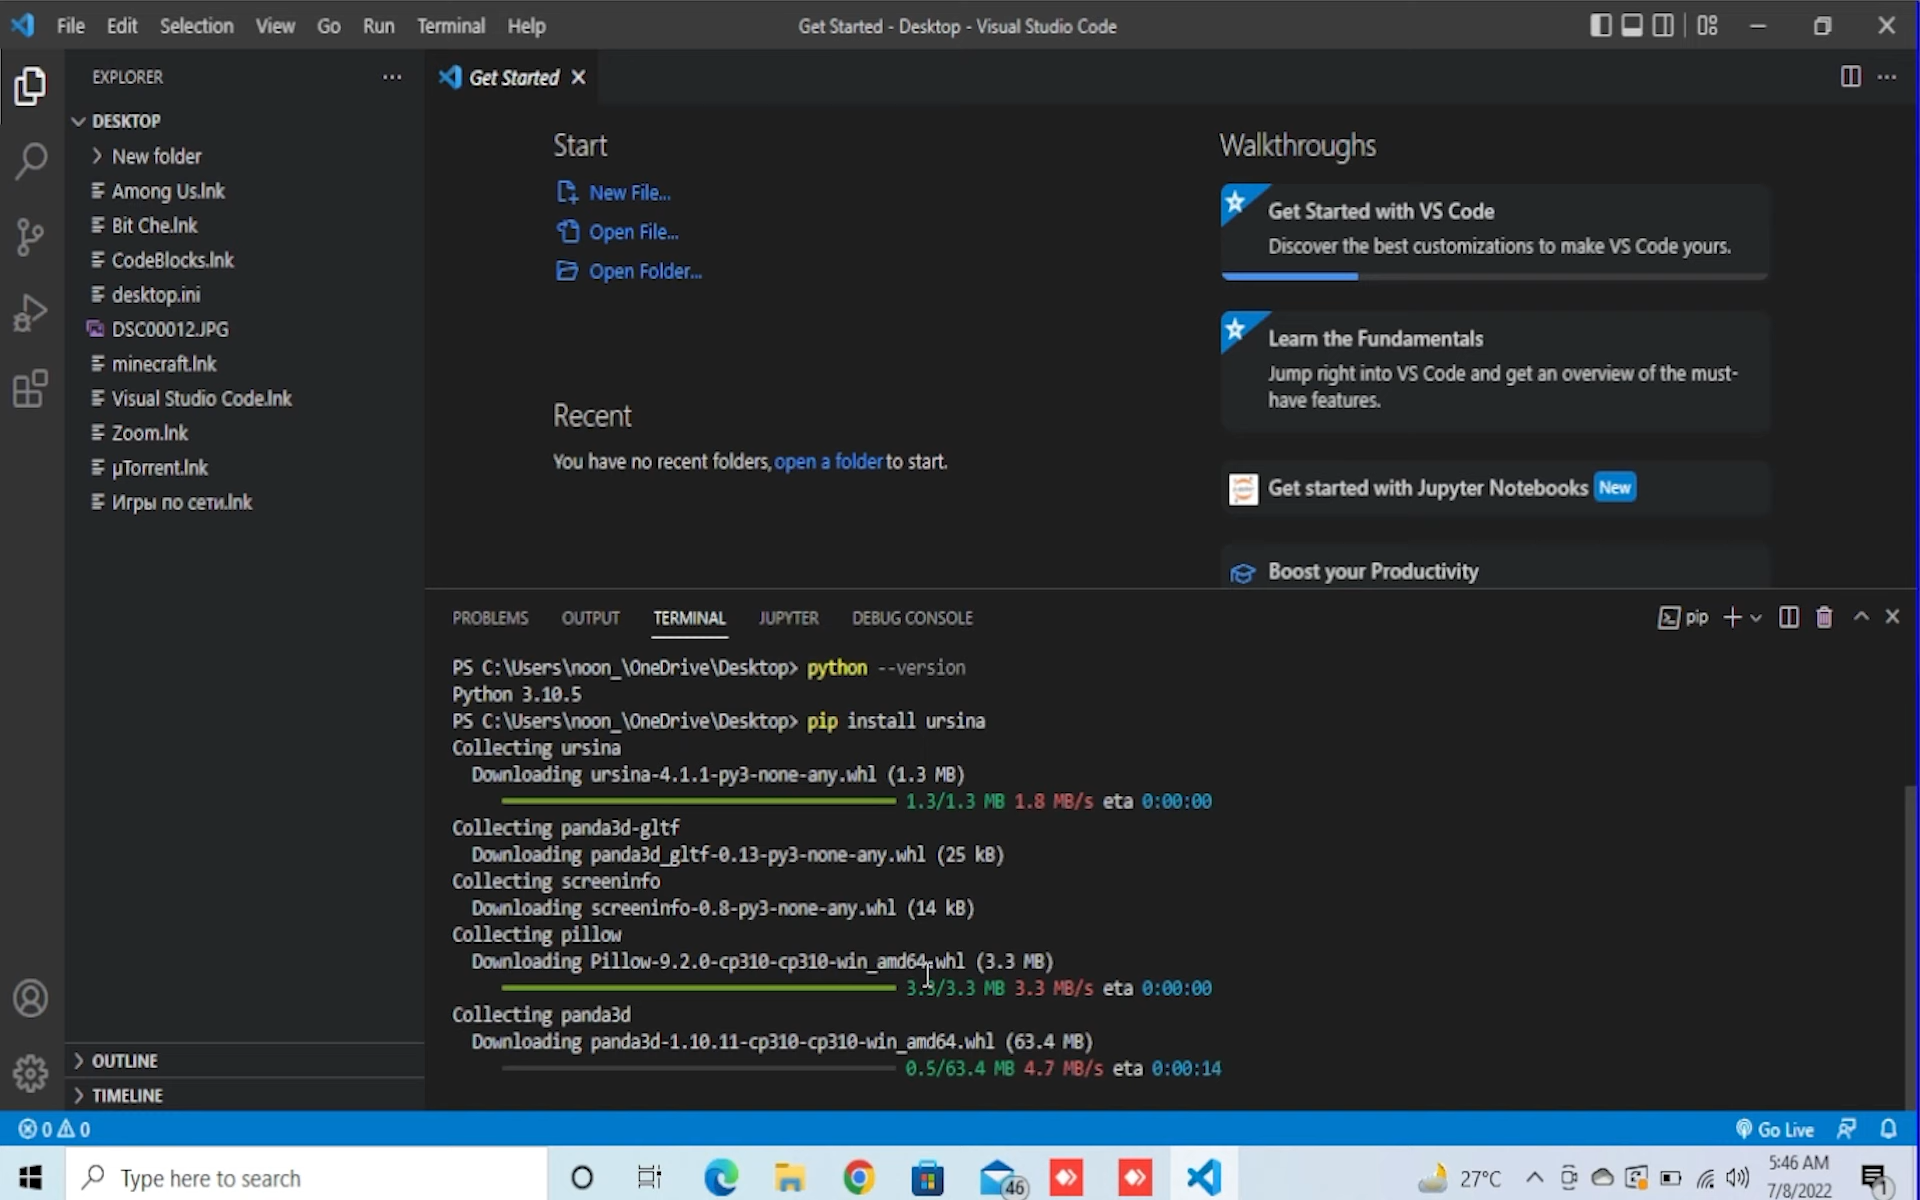 File Edit Selection View Go Run Terminal Help
Get Started - Desktop - Visual Studio Code
EXPLORER
Get Started
DESKTOP
New folder
Among Us.lnk
Bit Che.lnk
CodeBlocks.lnk
desktop.ini
DSC00012.JPG
minecraft.lnk
Visual Studio Code.lnk
Zoom.lnk
µTorrent.lnk
Игры по сети.lnk
OUTLINE
TIMELINE
Start
New File...
Open File...
Open Folder...
Recent
You have no recent folders, open a folder to start.
Walkthroughs
Get Started with VS Code
Discover the best customizations to make VS Code yours.
Learn the Fundamentals
Jump right into VS Code and get an overview of the must-
have features.
Get started with Jupyter Notebooks New
Boost your Productivity
PROBLEMS OUTPUT TERMINAL JUPYTER DEBUG CONSOLE
pip
PS C:\Users\noon_\OneDrive\Desktop> python --version
Python 3.10.5
PS C:\Users\noon_\OneDrive\Desktop> pip install ursina
Collecting ursina
Downloading ursina-4.1.1-py3-none-any.whl (1.3 MB)
1.3/1.3 MB 1.8 MB/s eta 0:00:00
Collecting panda3d-gltf
Downloading panda3d_gltf-0.13-py3-none-any.whl (25 kB)
Collecting screeninfo
Downloading screeninfo-0.8-py3-none-any.whl (14 kB)
Collecting pillow
Downloading Pillow-9.2.0-cp310-cp310-win_amd64.whl (3.3 MB)
3.3/3.3 MB 3.3 MB/s eta 0:00:00
Collecting panda3d
Downloading panda3d-1.10.11-cp310-cp310-win_amd64.whl (63.4 MB)
0.5/63.4 MB 4.7 MB/s eta 0:00:14
0 0
Go Live
Type here to search
46
27°C
5:46 AM
7/8/2022
1